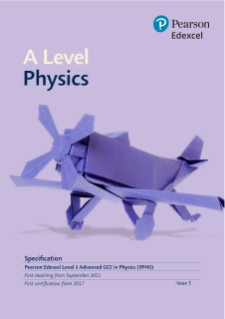 Pearson
Edexcel
A Level
Physics
Specification
Pearson Edexcel Level 3 Advanced GCE in Physics (9PH0)
First teaching from September 2015
First certification from 2017
Issue 3